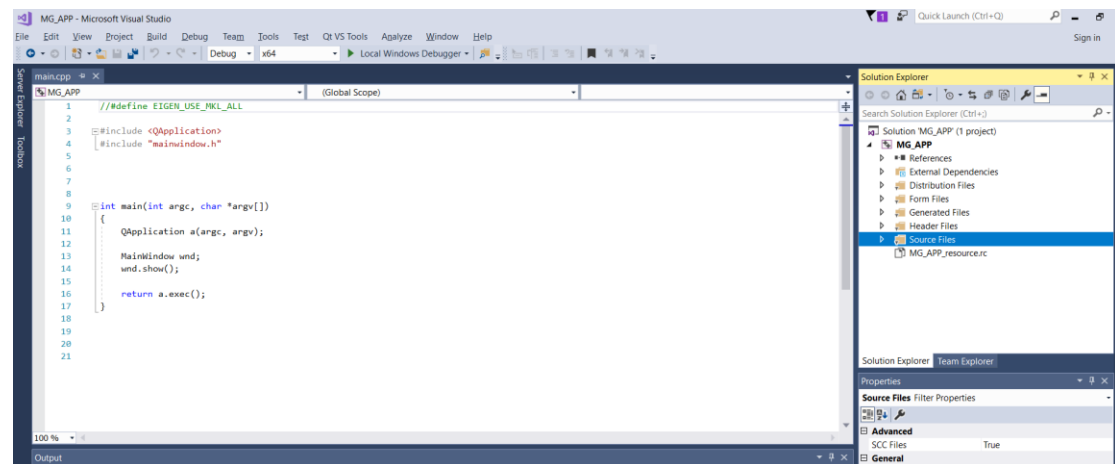 MG_APP - Microsoft Visual Studio
1
Quick Launch (Ctrl+Q)
File Edit View Project Build Debug Team Tools Test Qt VS Tools Analyze Window Help
Sign in
Debug x64 Local Windows Debugger
Server Explorer
Toolbox
main.cpp
MG_APP (Global Scope)
1 //#define EIGEN_USE_MKL_ALL
2
3 #include <QApplication>
4 #include "mainwindow.h"
5
6
7
8
9 int main(int argc, char *argv[])
10 {
11 QApplication a(argc, argv);
12
13 MainWindow wnd;
14 wnd.show();
15
16 return a.exec();
17 }
18
19
20
21
100 %
Output
Solution Explorer
Search Solution Explorer (Ctrl+;)
Solution 'MG_APP' (1 project)
MG_APP
References
External Dependencies
Distribution Files
Form Files
Generated Files
Header Files
Source Files
MG_APP_resource.rc
Solution Explorer Team Explorer
Properties
Source Files Filter Properties
Advanced
SCC Files True
General